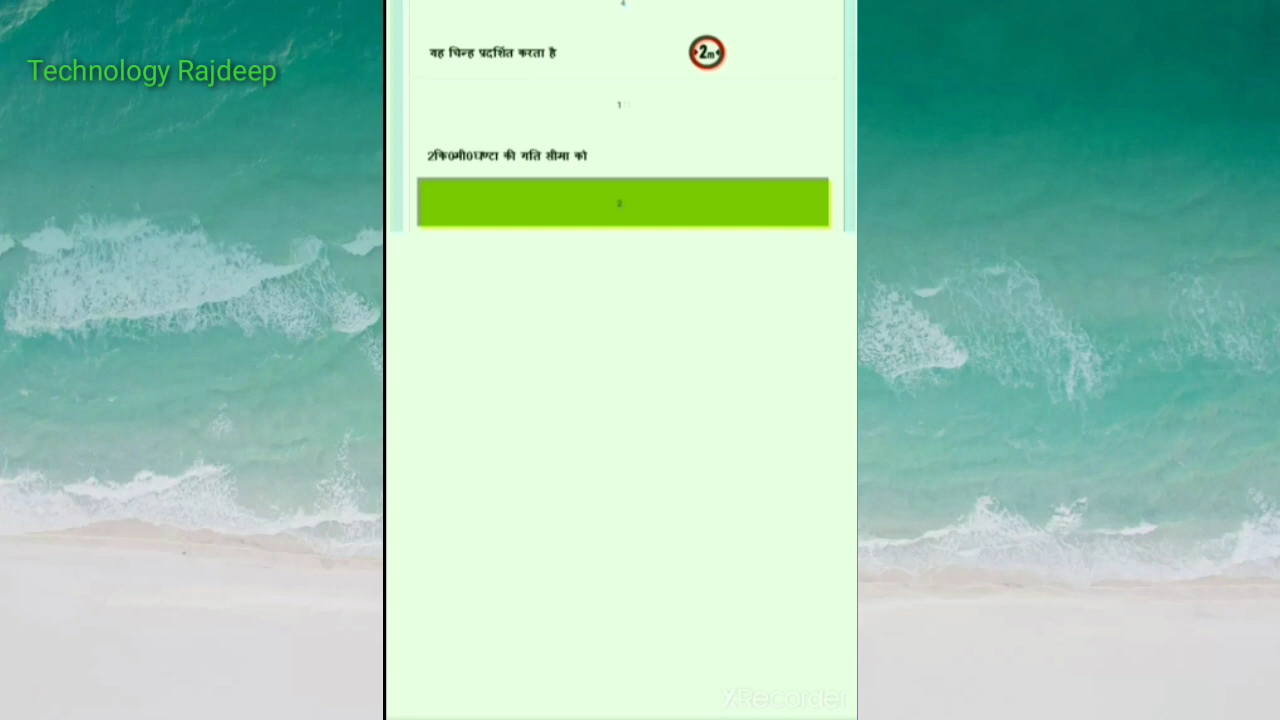 4
Technology Rajdeep
यह चिन्ह प्रदर्शित करता है
2m
1
2कि0मी0घण्टा की गति सीमा को
2
XRecorder